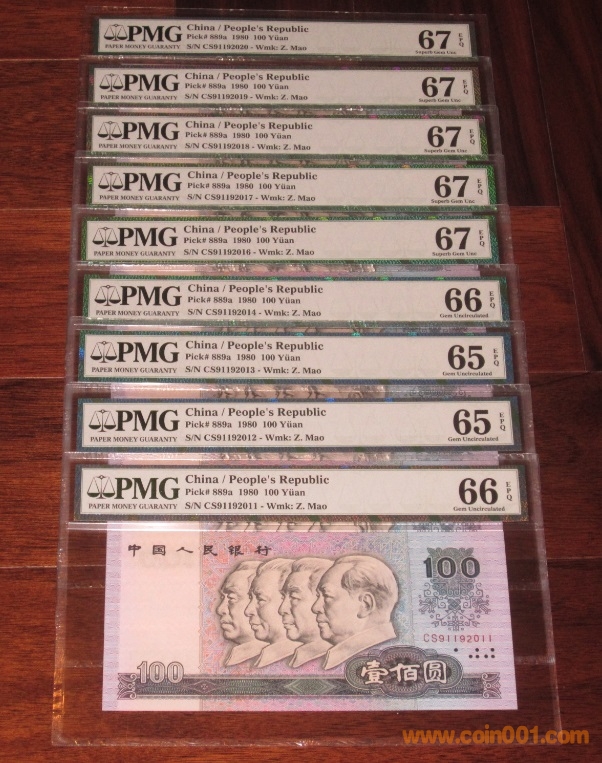 PMG
PAPER MONEY GUARANTY
China / People's Republic
Pick# 889a 1980 100 Yüan
S/N CS91192020 - Wmk: Z. Mao
67 EPQ
Superb Gem Unc
PMG
PAPER MONEY GUARANTY
China / People's Republic
Pick# 889a 1980 100 Yüan
S/N CS91192019 - Wmk: Z. Mao
67 EPQ
Superb Gem Unc
PMG
PAPER MONEY GUARANTY
China / People's Republic
Pick# 889a 1980 100 Yüan
S/N CS91192018 - Wmk: Z. Mao
67 EPQ
Superb Gem Unc
PMG
PAPER MONEY GUARANTY
China / People's Republic
Pick# 889a 1980 100 Yüan
S/N CS91192017 - Wmk: Z. Mao
67 EPQ
Superb Gem Unc
PMG
PAPER MONEY GUARANTY
China / People's Republic
Pick# 889a 1980 100 Yüan
S/N CS91192016 - Wmk: Z. Mao
67 EPQ
Superb Gem Unc
PMG
PAPER MONEY GUARANTY
China / People's Republic
Pick# 889a 1980 100 Yüan
S/N CS91192014 - Wmk: Z. Mao
66 EPQ
Gem Uncirculated
PMG
PAPER MONEY GUARANTY
China / People's Republic
Pick# 889a 1980 100 Yüan
S/N CS91192013 - Wmk: Z. Mao
65 EPQ
Gem Uncirculated
PMG
PAPER MONEY GUARANTY
China / People's Republic
Pick# 889a 1980 100 Yüan
S/N CS91192012 - Wmk: Z. Mao
65 EPQ
Gem Uncirculated
PMG
PAPER MONEY GUARANTY
China / People's Republic
Pick# 889a 1980 100 Yüan
S/N CS91192011 - Wmk: Z. Mao
66 EPQ
Gem Uncirculated
中国人民银行
100
CS91192011
100
壹佰圆
www.coin001.com